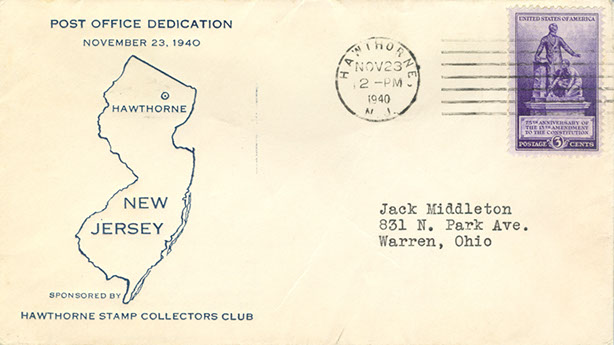 POST OFFICE DEDICATION
NOVEMBER 23, 1940
HAWTHORNE
NEW
JERSEY
SPONSORED BY
HAWTHORNE STAMP COLLECTORS CLUB
HAWTHORNE,
NOV 23
2-PM
1940
N. J.
UNITED STATES OF AMERICA
75TH ANNIVERSARY OF
THE 13TH AMENDMENT
TO THE CONSTITUTION
POSTAGE 3 CENTS
Jack Middleton
831 N. Park Ave.
Warren, Ohio